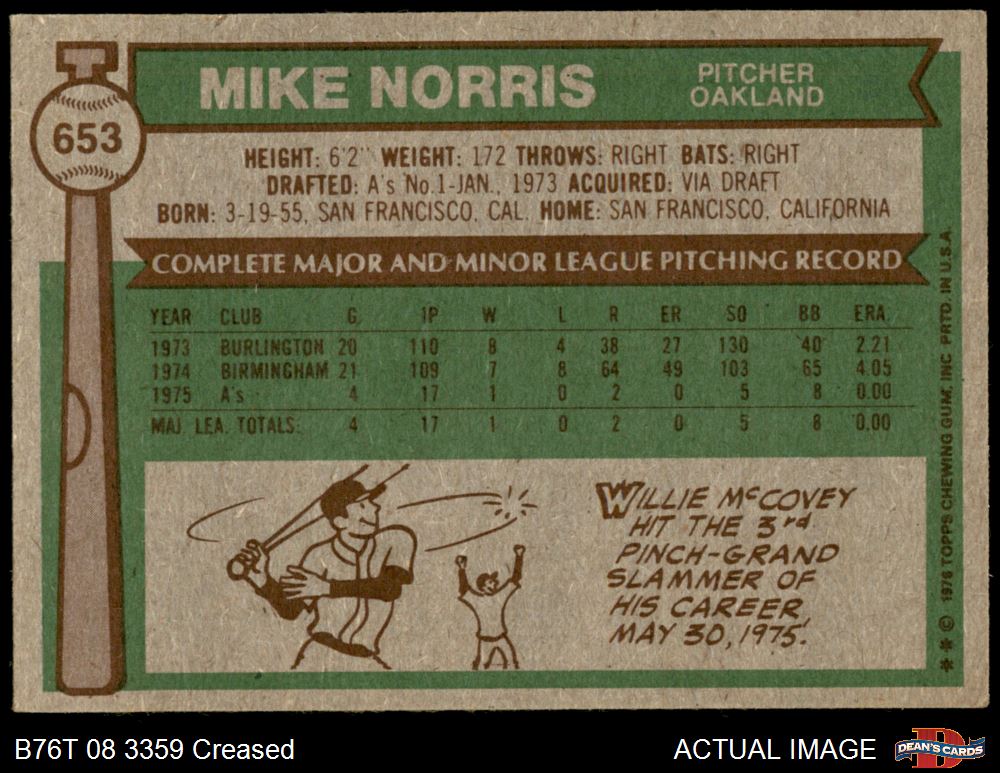 MIKE NORRIS
PITCHER
OAKLAND
653
HEIGHT: 6'2" WEIGHT: 172 THROWS: RIGHT BATS: RIGHT
DRAFTED: A's No.1-JAN., 1973 ACQUIRED: VIA DRAFT
BORN: 3-19-55, SAN FRANCISCO, CAL. HOME: SAN FRANCISCO, CALIFORNIA
COMPLETE MAJOR AND MINOR LEAGUE PITCHING RECORD
YEAR CLUB G IP W L R ER SO BB ERA
1973 BURLINGTON 20 110 8 4 38 27 130 40 2.21
1974 BIRMINGHAM 21 109 7 8 64 49 103 65 4.05
1975 A's 4 17 1 0 2 0 5 8 0.00
MAJ. LEA. TOTALS: 4 17 1 0 2 0 5 8 0.00
WILLIE McCOVEY
HIT THE 3rd
PINCH-GRAND
SLAMMER OF
HIS CAREER,
MAY 30, 1975.
** © 1976 TOPPS CHEWING GUM, INC. PRTD. IN U.S.A.
B76T 08 3359 Creased
ACTUAL IMAGE
DEAN'S CARDS